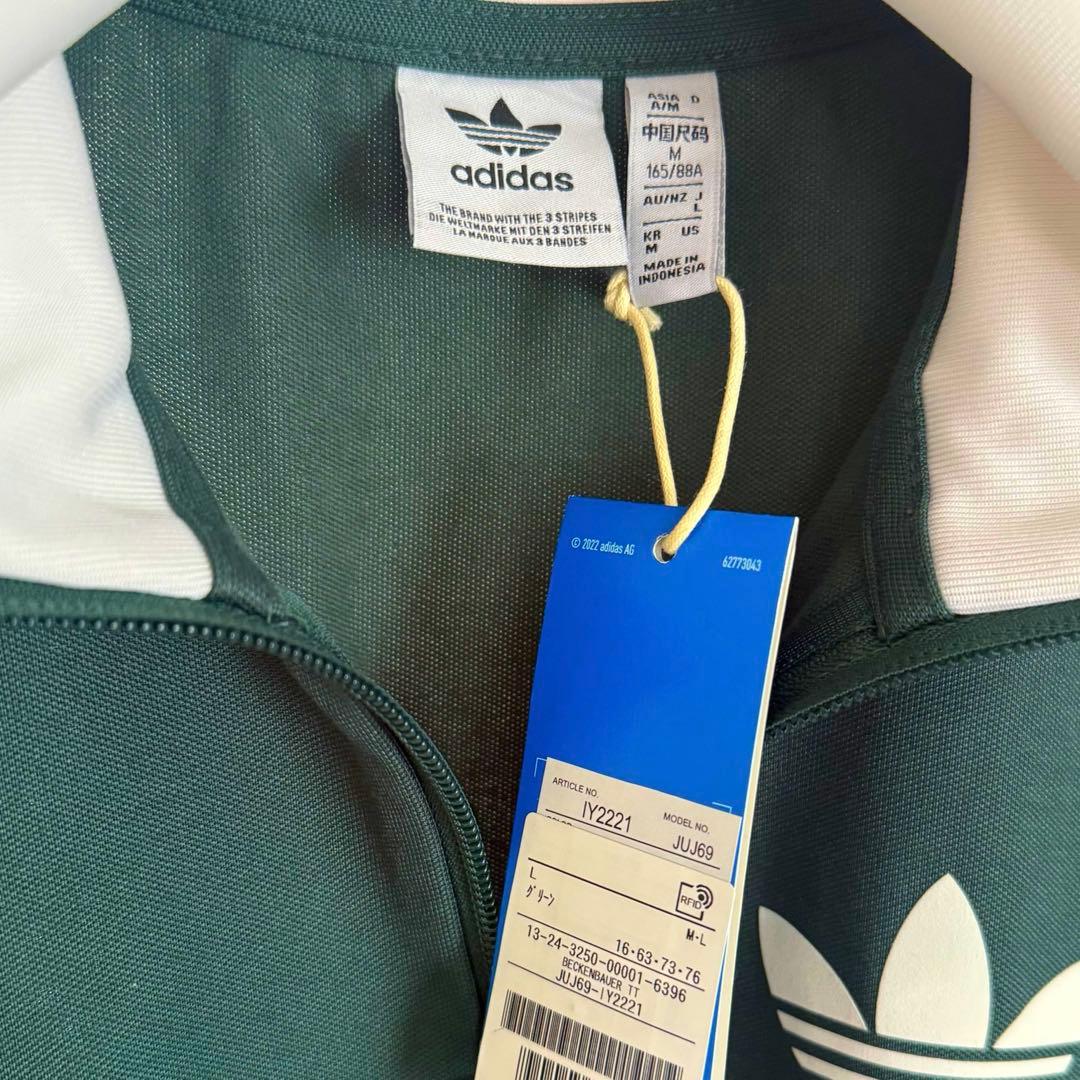 adidas
THE BRAND WITH THE 3 STRIPES
DIE WELTMARKE MIT DEN 3 STREIFEN
LA MARQUE AUX 3 BANDES
ASIA D
A/M
中国尺码
M
165/88A
AU/NZ J
L
KR US
M
MADE IN
INDONESIA
© 2022 adidas AG
62773043
ARTICLE NO.
IY2221
MODEL NO.
JUJ69
L
グリーン
RFID
M·L
16·63·73·76
13-24-3250-00001-6396
BECKENBAUER TT
JUJ69-IY2221